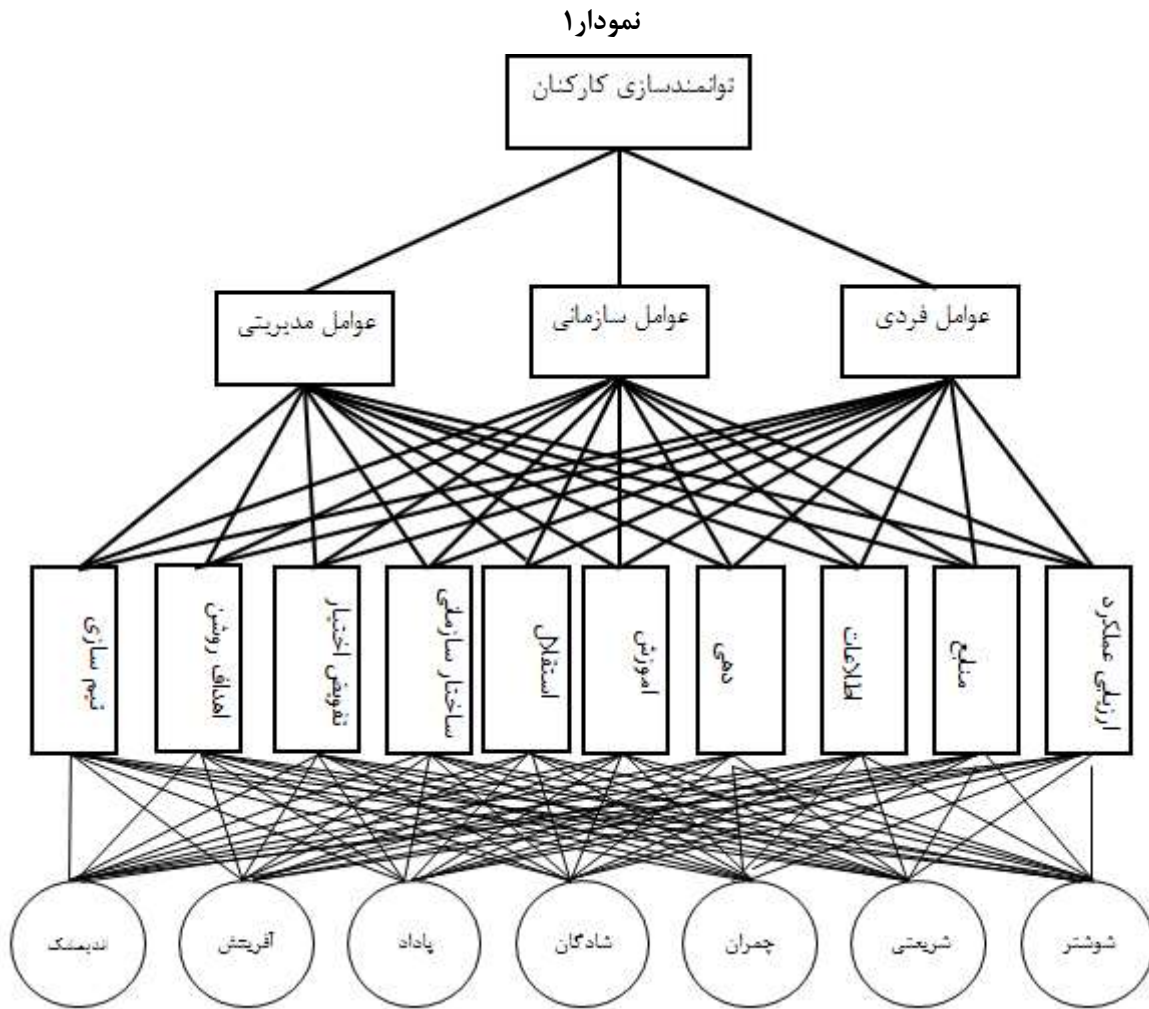 نمودار۱
توانمندسازی کارکنان
عوامل فردی
عوامل سازمانی
عوامل مدیریتی
ارزیابی عملکرد
منابع
اطلاعات
دهی
اموزش
استقلال
ساختار سازمانی
تفویض اختیار
اهداف روشن
تیم سازی
شوشتر
شریعتی
چمران
شادگان
پاداد
آفرینش
اندیمشک